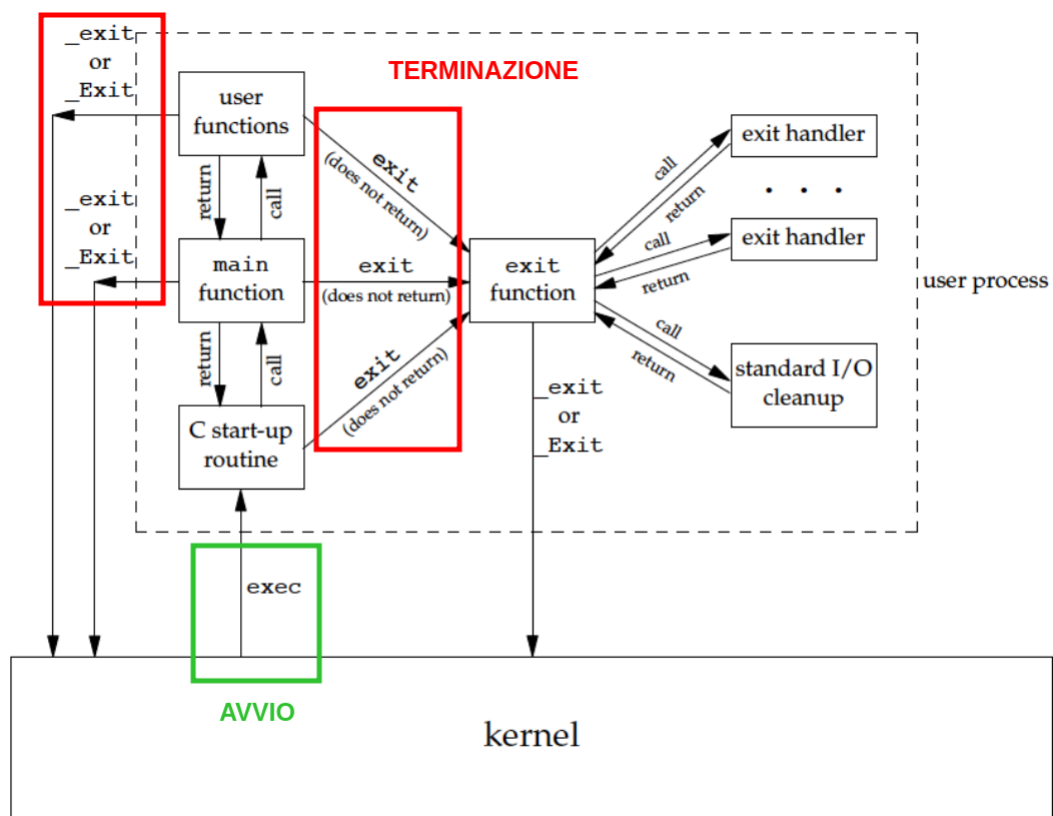 _exit
or
_Exit
TERMINAZIONE
user
functions
exit
(does not return)
call
return
exit handler
. . .
return
call
_exit
or
_Exit
main
function
exit
(does not return)
exit
function
call
return
exit handler
user process
return
call
exit
(does not return)
call
return
standard I/O
cleanup
C start-up
routine
_exit
or
_Exit
exec
AVVIO
kernel